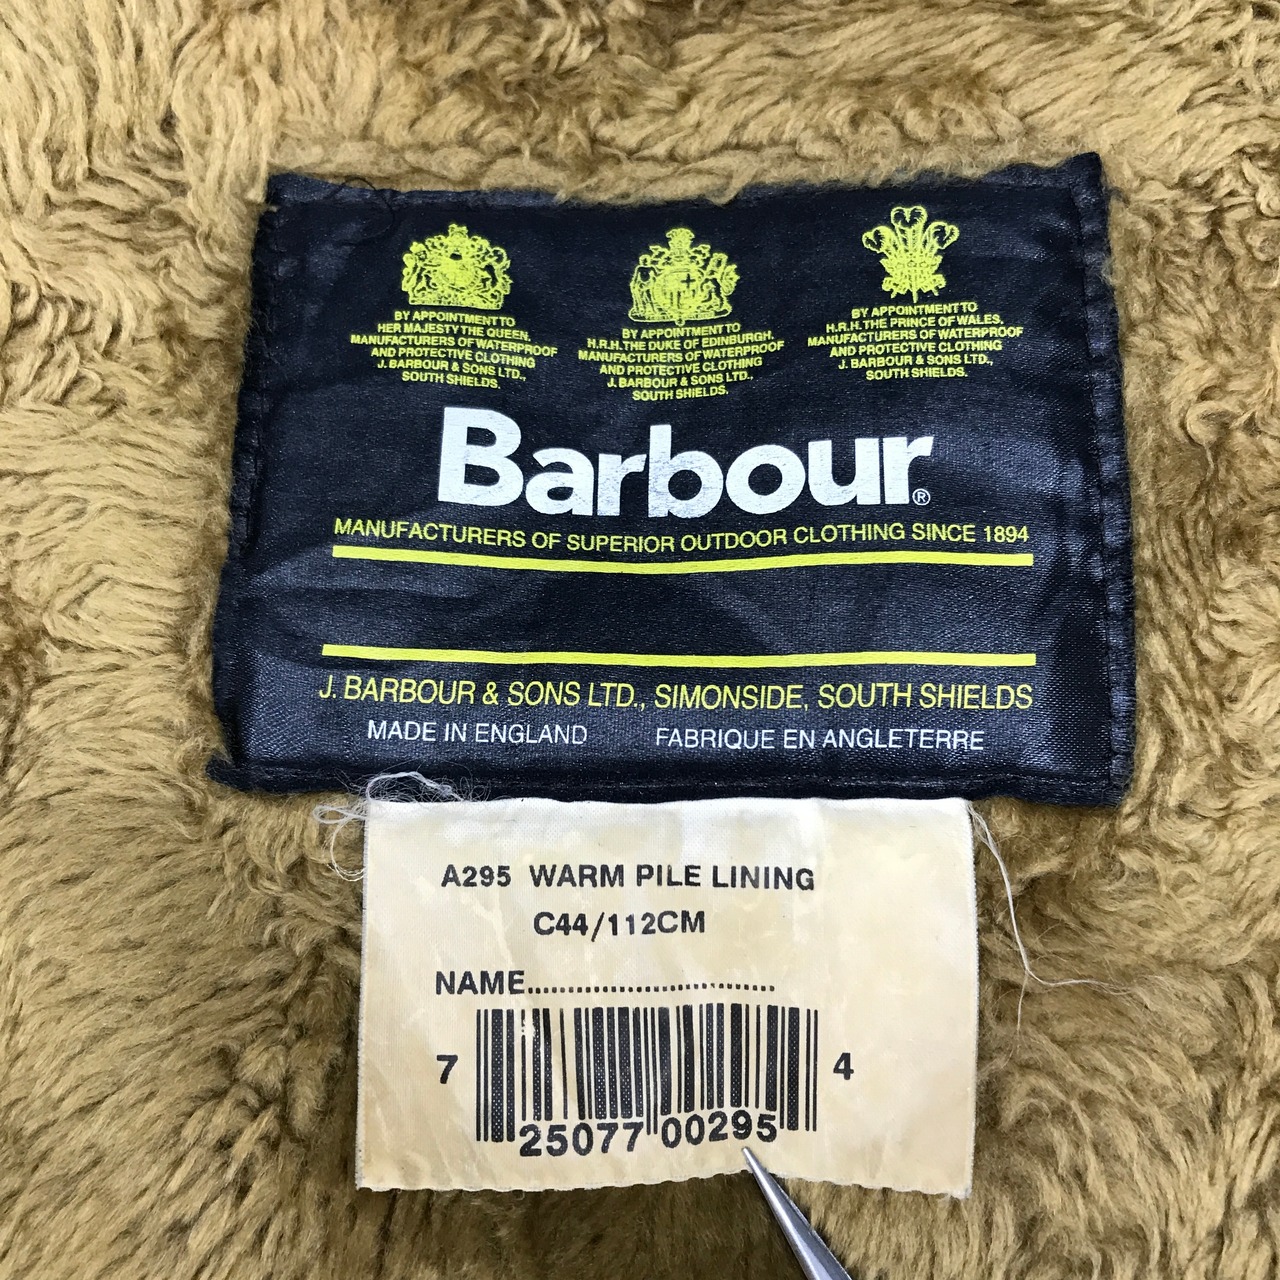 BY APPOINTMENT TO
HER MAJESTY THE QUEEN.
MANUFACTURERS OF WATERPROOF
AND PROTECTIVE CLOTHING
J. BARBOUR & SONS LTD.,
SOUTH SHIELDS.
BY APPOINTMENT TO
H.R.H. THE DUKE OF EDINBURGH.
MANUFACTURERS OF WATERPROOF
AND PROTECTIVE CLOTHING
J. BARBOUR & SONS LTD.,
SOUTH SHIELDS.
BY APPOINTMENT TO
H.R.H. THE PRINCE OF WALES.
MANUFACTURERS OF WATERPROOF
AND PROTECTIVE CLOTHING
J. BARBOUR & SONS LTD.,
SOUTH SHIELDS.
Barbour®
MANUFACTURERS OF SUPERIOR OUTDOOR CLOTHING SINCE 1894
J. BARBOUR & SONS LTD., SIMONSIDE, SOUTH SHIELDS
MADE IN ENGLAND FABRIQUE EN ANGLETERRE
A295 WARM PILE LINING
C44/112CM
NAME..............................
7 25077 00295 4